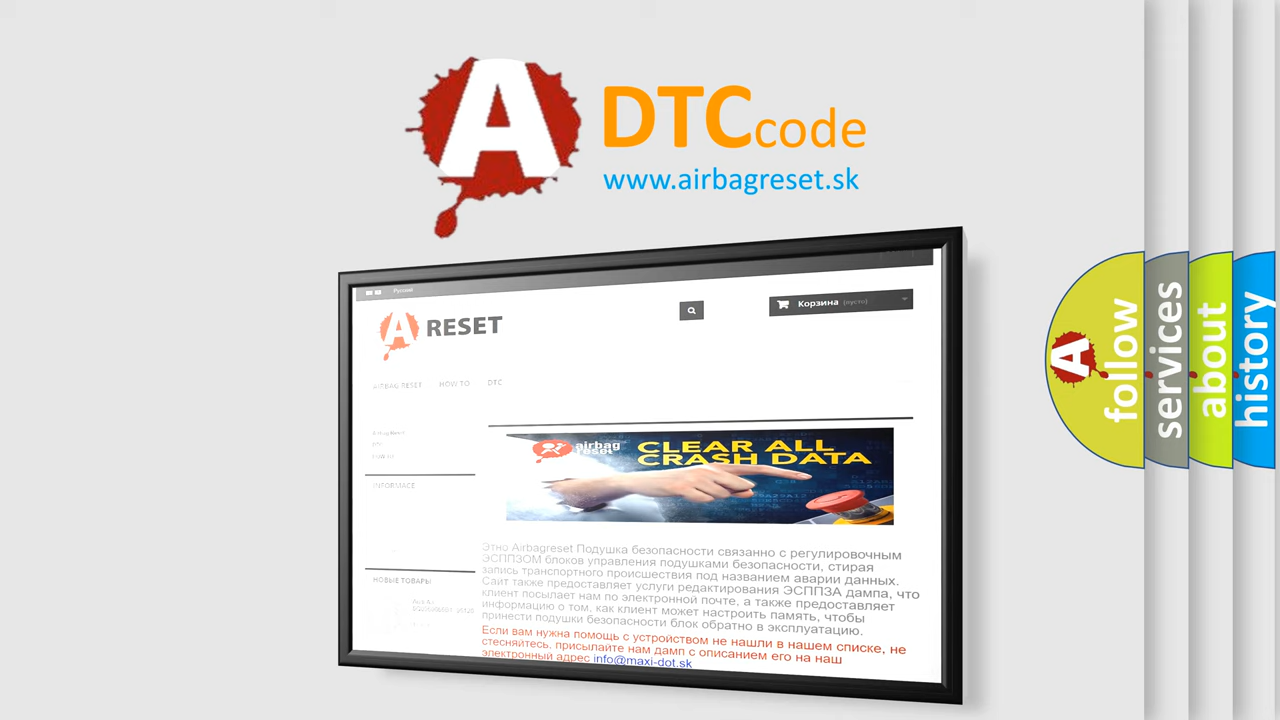 A DTC code
www.airbagreset.sk
Русский
A RESET
Корзина (пусто)
AIRBAG RESET HOW TO DTC
INFORMACE
НОВЫЕ ТОВАРЫ
airbag
reset
CLEAR ALL
CRASH DATA
Этно Airbagreset Подушка безопасности связанно с регулировочным
ЭСППЗОМ блоков управления подушками безопасности, стирая
запись транспортного происшествия под названием аварии данных.
Сайт также предоставляет услуги редактирования ЭСППЗА дампа, что
клиент посылает нам по электронной почте, а также предоставляет
информацию о том, как клиент может настроить память, чтобы
принести подушки безопасности блок обратно в эксплуатацию.
Если вам нужна помощь с устройством не нашли в нашем списке, не
стесняйтесь, присылайте нам дамп с описанием его на наш
электронный адрес info@maxi-dot.sk
A
follow
services
about
history